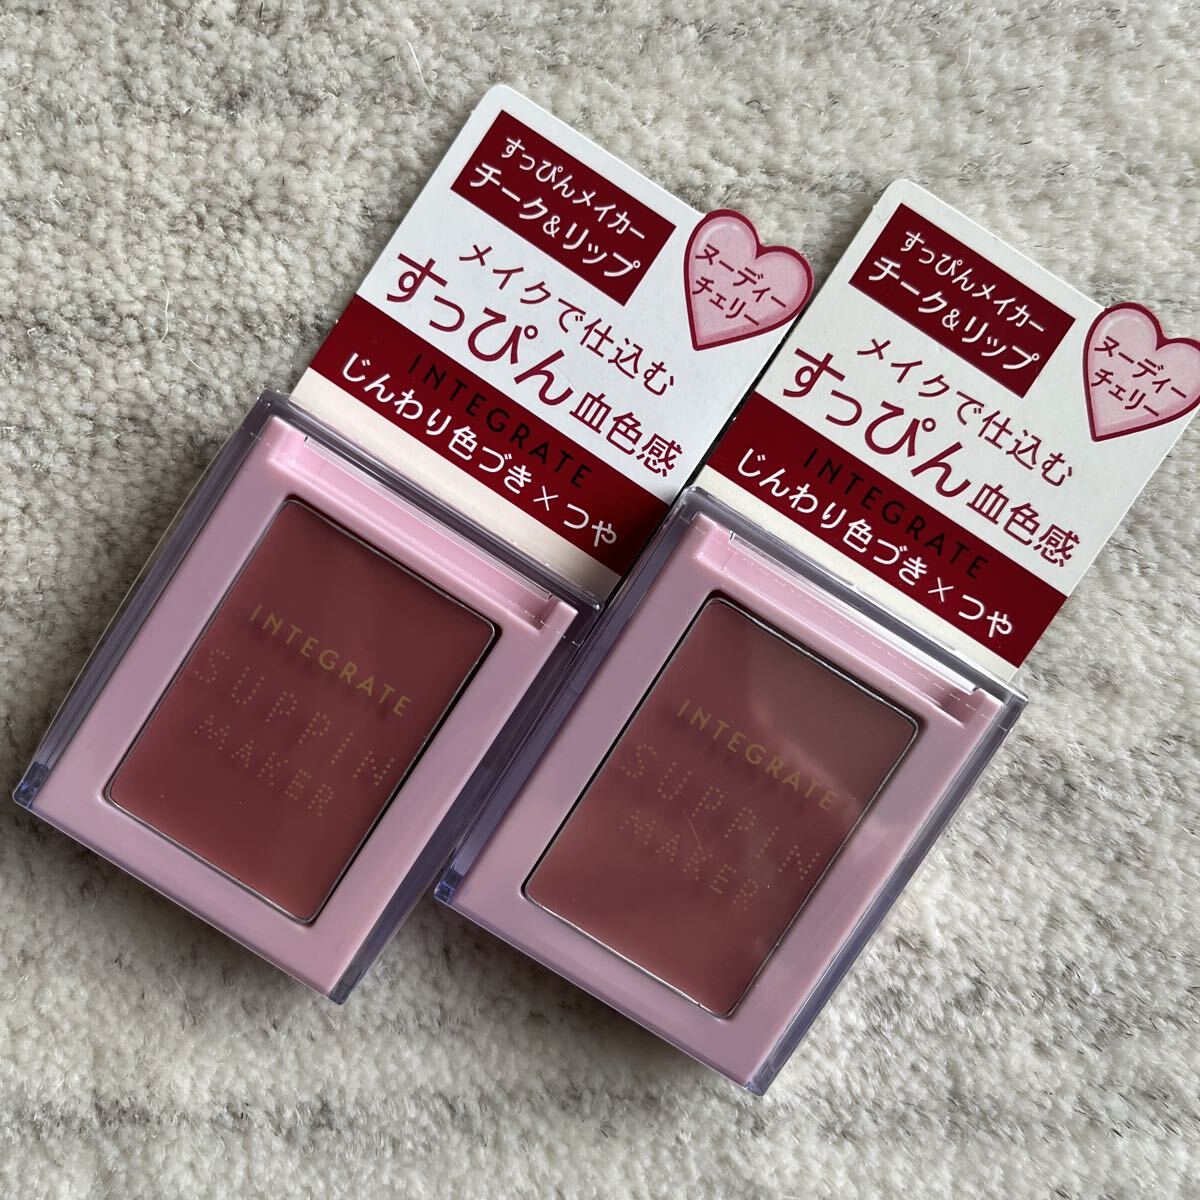 すっぴんメイカー
チーク&リップ
ヌーディー
チェリー
メイクで仕込む
すっぴん血色感
INTEGRATE
じんわり色づき×つや
INTEGRATE
SUPPIN
MAKER
すっぴんメイカー
チーク&リップ
ヌーディー
チェリー
メイクで仕込む
すっぴん血色感
INTEGRATE
じんわり色づき×つや
INTEGRATE
SUPPIN
MAKER